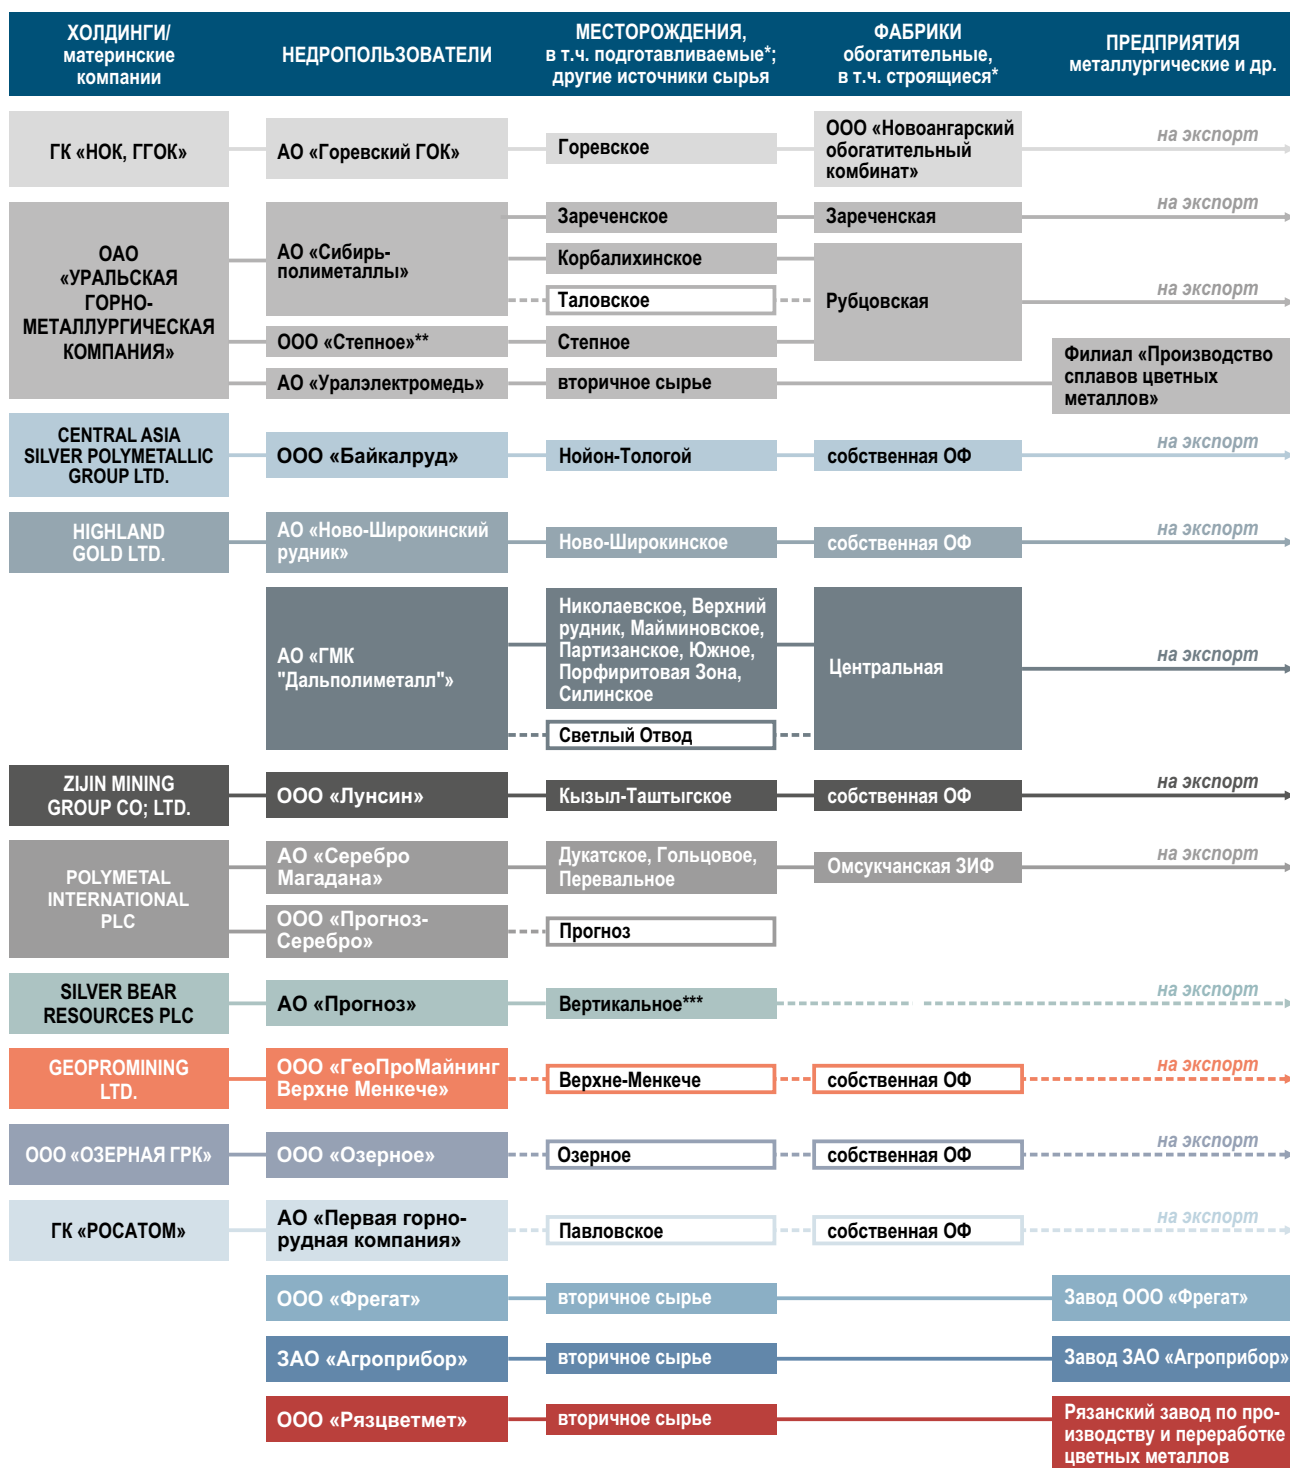 ХОЛДИНГИ/
материнские
компании
НЕДРОПОЛЬЗОВАТЕЛИ
МЕСТОРОЖДЕНИЯ,
в т.ч. подготавливаемые*;
другие источники сырья
ФАБРИКИ
обогатительные,
в т.ч. строящиеся*
ПРЕДПРИЯТИЯ
металлургические и др.
ГК «НОК, ГГОК»
АО «Горевский ГОК»
Горевское
ООО «Новоангарский
обогатительный
комбинат»
на экспорт
ОАО
«УРАЛЬСКАЯ
ГОРНО-
МЕТАЛЛУРГИЧЕСКАЯ
КОМПАНИЯ»
АО «Сибирь-
полиметаллы»
Зареченское
Зареченская
на экспорт
Корбалихинское
Таловское
Рубцовская
на экспорт
ООО «Степное»**
Степное
АО «Уралэлектромедь»
вторичное сырье
Филиал «Производство
сплавов цветных
металлов»
CENTRAL ASIA
SILVER POLYMETALLIC
GROUP LTD.
ООО «Байкалруд»
Нойон-Тологой
собственная ОФ
на экспорт
HIGHLAND
GOLD LTD.
АО «Ново-Широкинский
рудник»
Ново-Широкинское
собственная ОФ
на экспорт
АО «ГМК
"Дальполиметалл"»
Николаевское, Верхний
рудник, Майминовское,
Партизанское, Южное,
Порфиритовая Зона,
Силинское
Светлый Отвод
Центральная
на экспорт
ZIJIN MINING
GROUP CO; LTD.
ООО «Лунсин»
Кызыл-Таштыгское
собственная ОФ
на экспорт
POLYMETAL
INTERNATIONAL
PLC
АО «Серебро
Магадана»
Дукатское, Гольцовое,
Перевальное
Омсукчанская ЗИФ
на экспорт
ООО «Прогноз-
Серебро»
Прогноз
SILVER BEAR
RESOURCES PLC
АО «Прогноз»
Вертикальное***
на экспорт
GEOPROMINING
LTD.
ООО «ГеоПроМайнинг
Верхне Менкече»
Верхне-Менкече
собственная ОФ
на экспорт
ООО «ОЗЕРНАЯ ГРК»
ООО «Озерное»
Озерное
собственная ОФ
на экспорт
ГК «РОСАТОМ»
АО «Первая горно-
рудная компания»
Павловское
собственная ОФ
на экспорт
ООО «Фрегат»
вторичное сырье
Завод ООО «Фрегат»
ЗАО «Агроприбор»
вторичное сырье
Завод ЗАО «Агроприбор»
ООО «Рязцветмет»
вторичное сырье
Рязанский завод по про-
изводству и переработке
цветных металлов